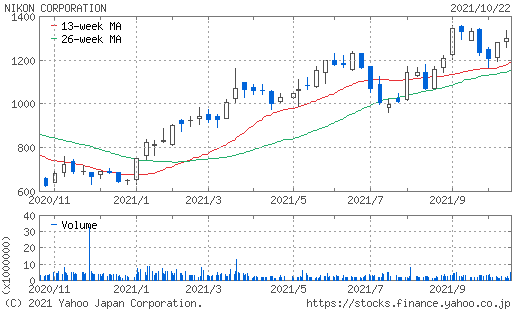 NIKON CORPORATION 2021/10/22
1400
13-week MA
26-week MA
1200
1000
800
600
2020/11 2021/1 2021/3 2021/5 2021/7 2021/9
40
Volume
30
20
10
0
(x1000000)
2020/11 2021/1 2021/3 2021/5 2021/7 2021/9
(C) 2021 Yahoo Japan Corporation. https://stocks.finance.yahoo.co.jp/